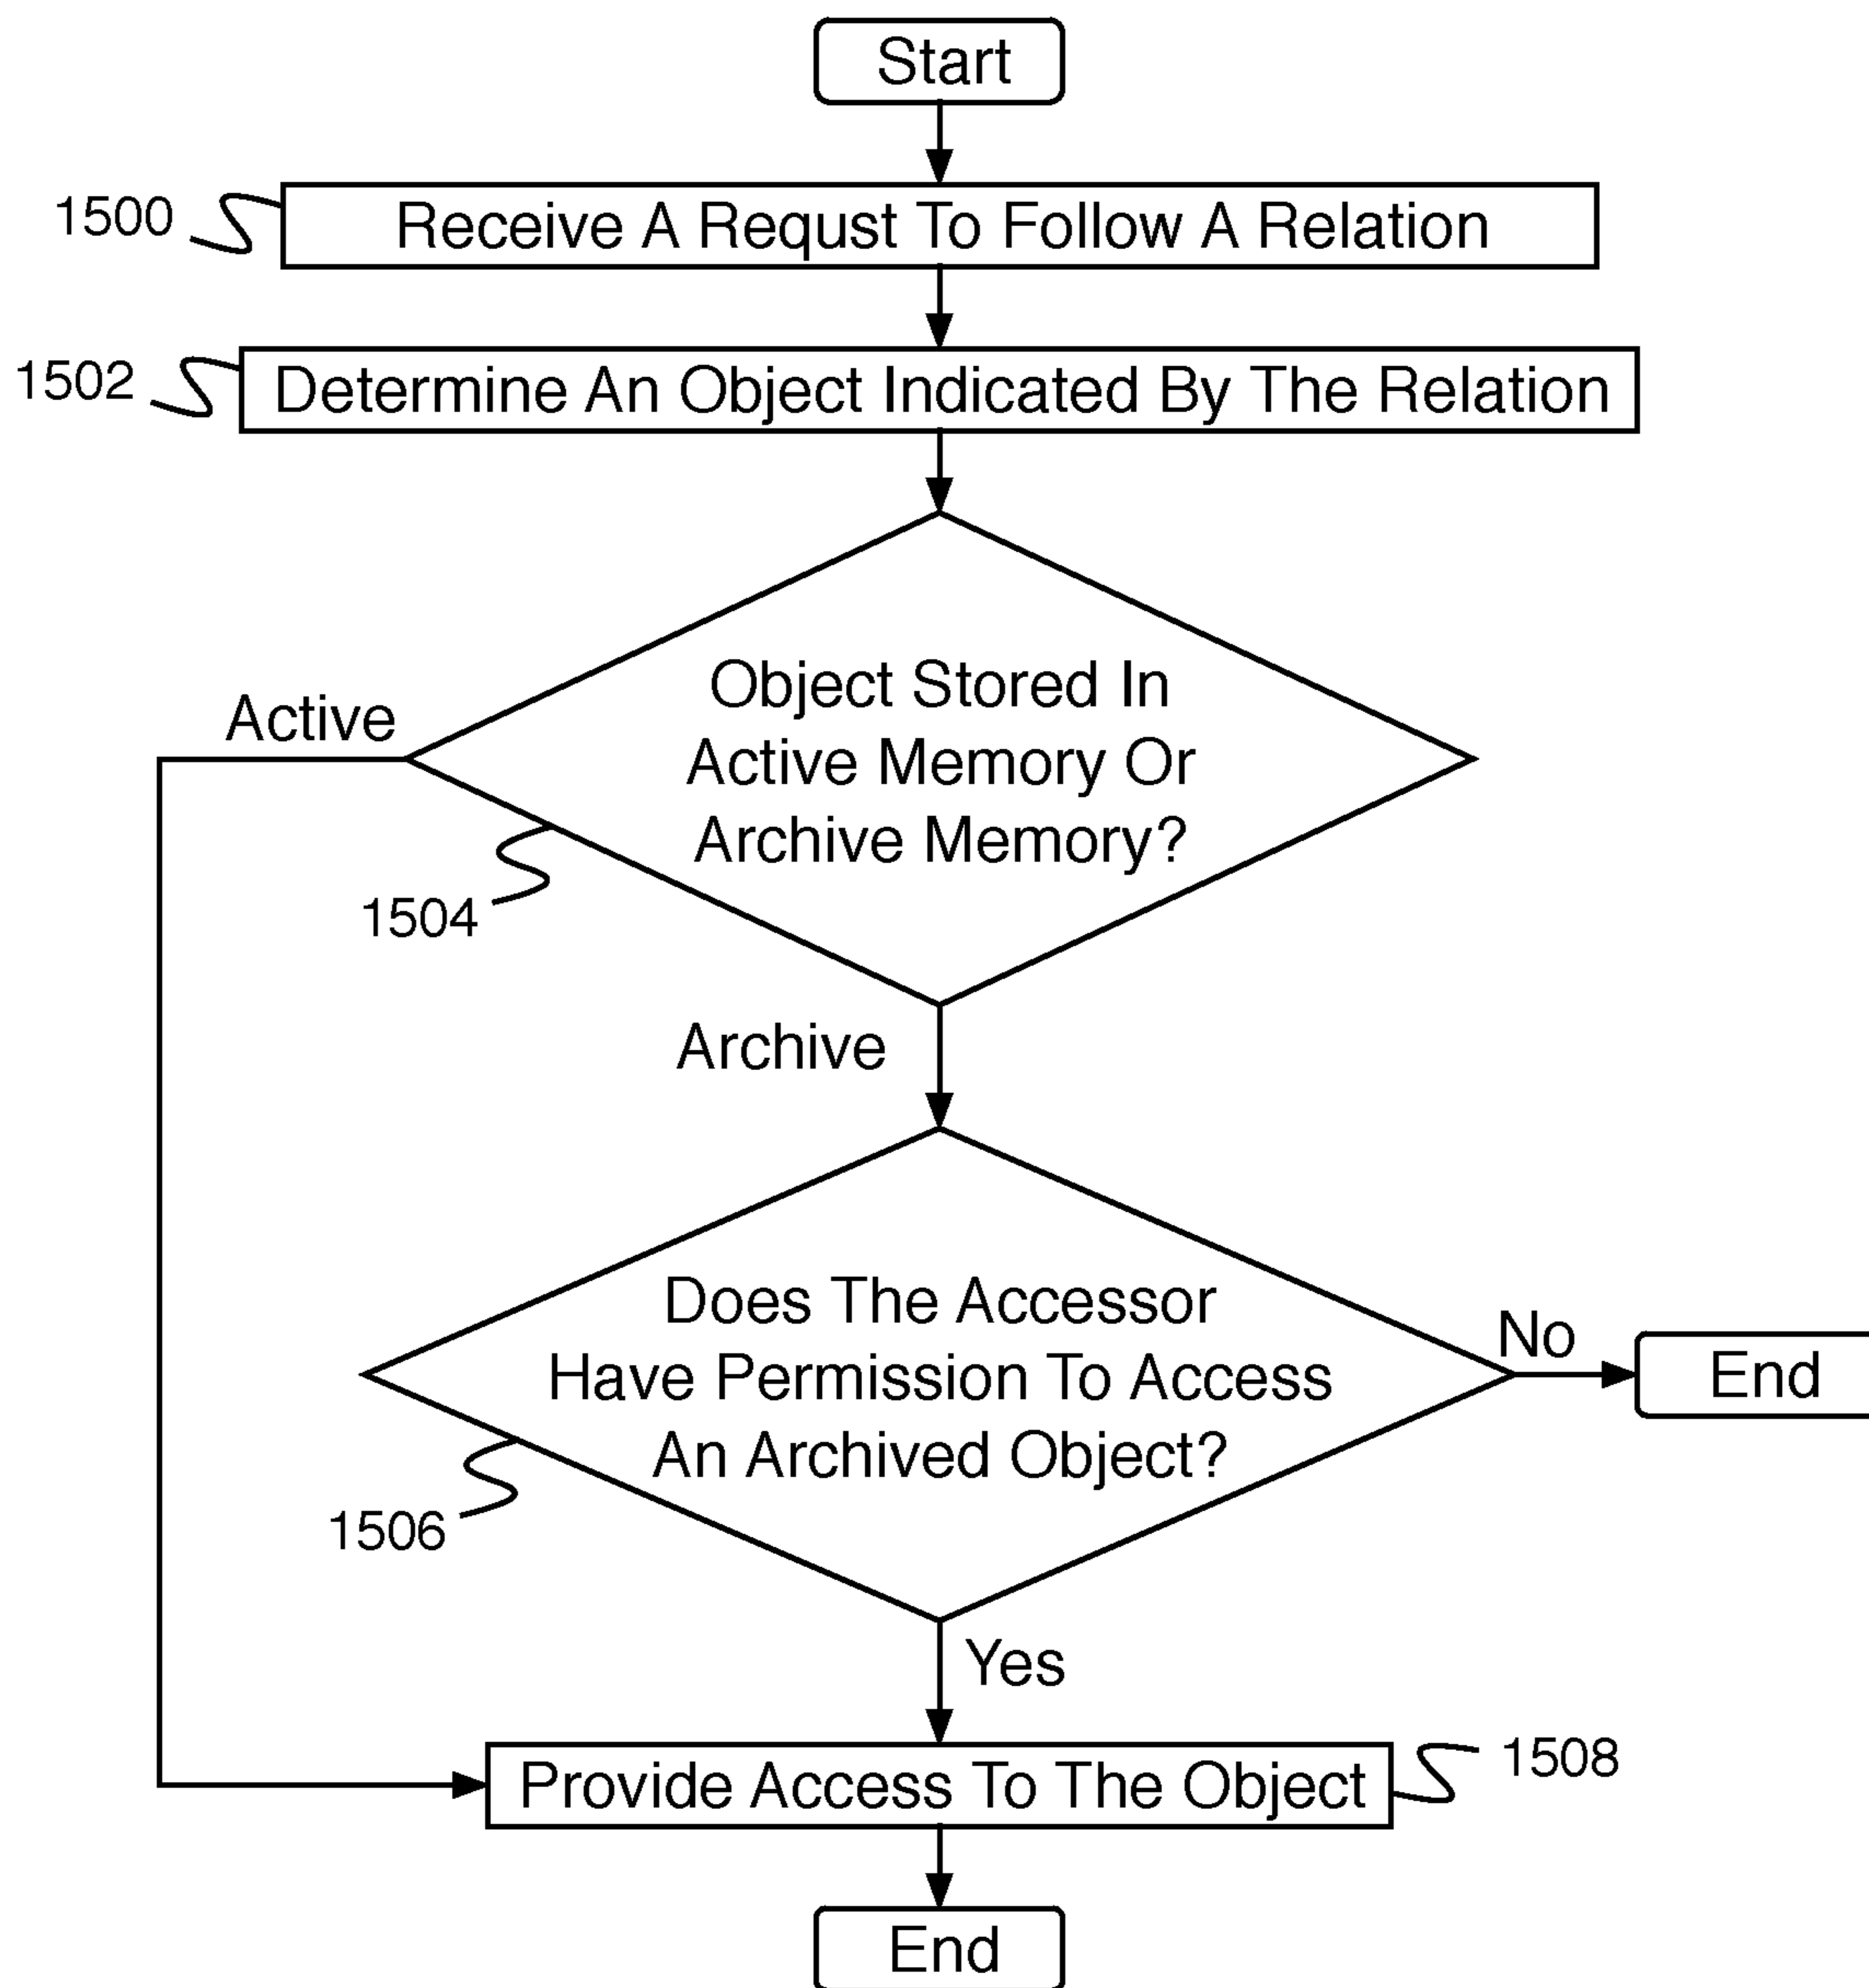 Start
1500
Receive A Requst To Follow A Relation
1502
Determine An Object Indicated By The Relation
Object Stored In
Active Memory Or
Archive Memory?
Active
1504
Archive
Does The Accessor
Have Permission To Access
An Archived Object?
No
End
1506
Yes
Provide Access To The Object
1508
End